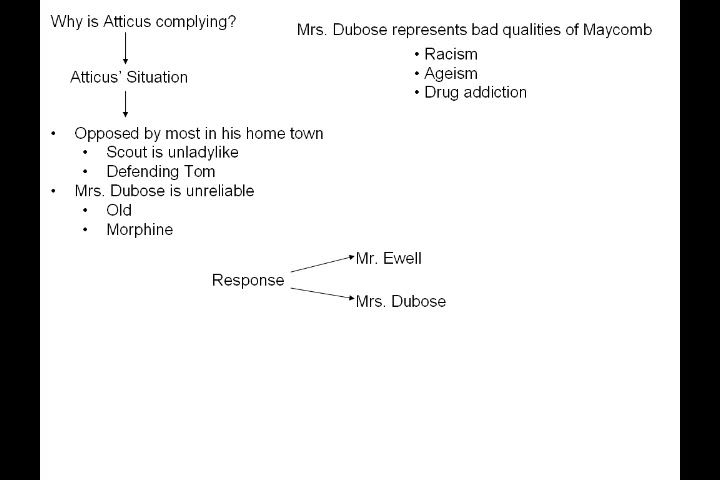 Why is Atticus complying?
Atticus’ Situation
• Opposed by most in his home town
• Scout is unladylike
• Defending Tom
• Mrs. Dubose is unreliable
• Old
• Morphine
Mrs. Dubose represents bad qualities of Maycomb
• Racism
• Ageism
• Drug addiction
Response
Mr. Ewell
Mrs. Dubose